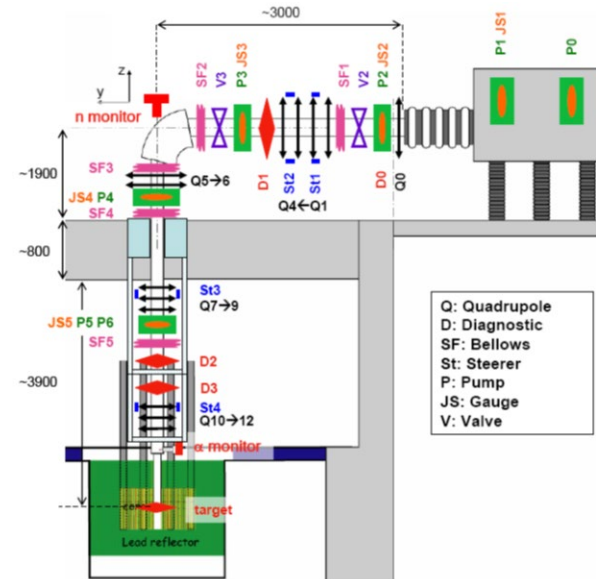 ~3000
SF2
V3
P3 JS3
SF1
V2
P2 JS2
P1 JS1
P0
z
y
n monitor
~1900
SF3
Q5→6
JS4 P4
SF4
D1
St2
St1
Q4←Q1
D0
Q0
~800
St3
Q7→9
JS5 P5 P6
SF5
D2
D3
~3900
St4
Q10→12
α monitor
core
target
Lead reflector
Q: Quadrupole
D: Diagnostic
SF: Bellows
St: Steerer
P: Pump
JS: Gauge
V: Valve